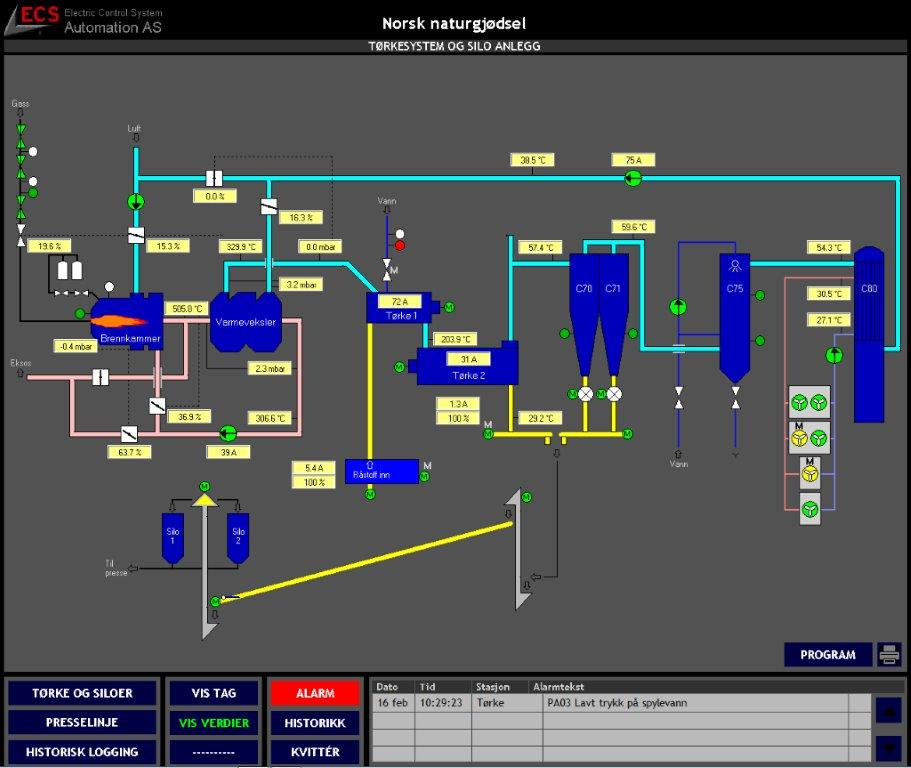 ECS Electric Control System
Automation AS
Norsk naturgjødsel
TØRKESYSTEM OG SILO ANLEGG
Gass
Luft
38.5 °C
75 A
0.0 %
Vann
16.3 %
59.6 °C
19.6 %
15.3 %
329.9 °C
0.0 mbar
57.4 °C
54.3 °C
M
3.2 mbar
C70
C71
C75
C80
30.5 °C
505.8 °C
72 A
M
Tørke 1
Varmeveksler
27.1 °C
Brennkammer
203.9 °C
-0.4 mbar
31 A
Eksos
2.3 mbar
M
Tørke 2
M
M
36.9 %
306.6 °C
1.3 A
100 %
29.2 °C
M
M
M
M
63.7 %
39 A
Vann
M
5.4 A
100 %
Råstoff inn
M
M
M
M
M
Silo
1
Silo
2
Til
presse
M
PROGRAM
TØRKE OG SILOER
VIS TAG
ALARM
PRESSELINJE
VIS VERDIER
HISTORIKK
HISTORISK LOGGING
----------
KVITTÉR
Dato Tid Stasjon Alarmtekst
16 feb 10:29:23 Tørke PA03 Lavt trykk på spylevann